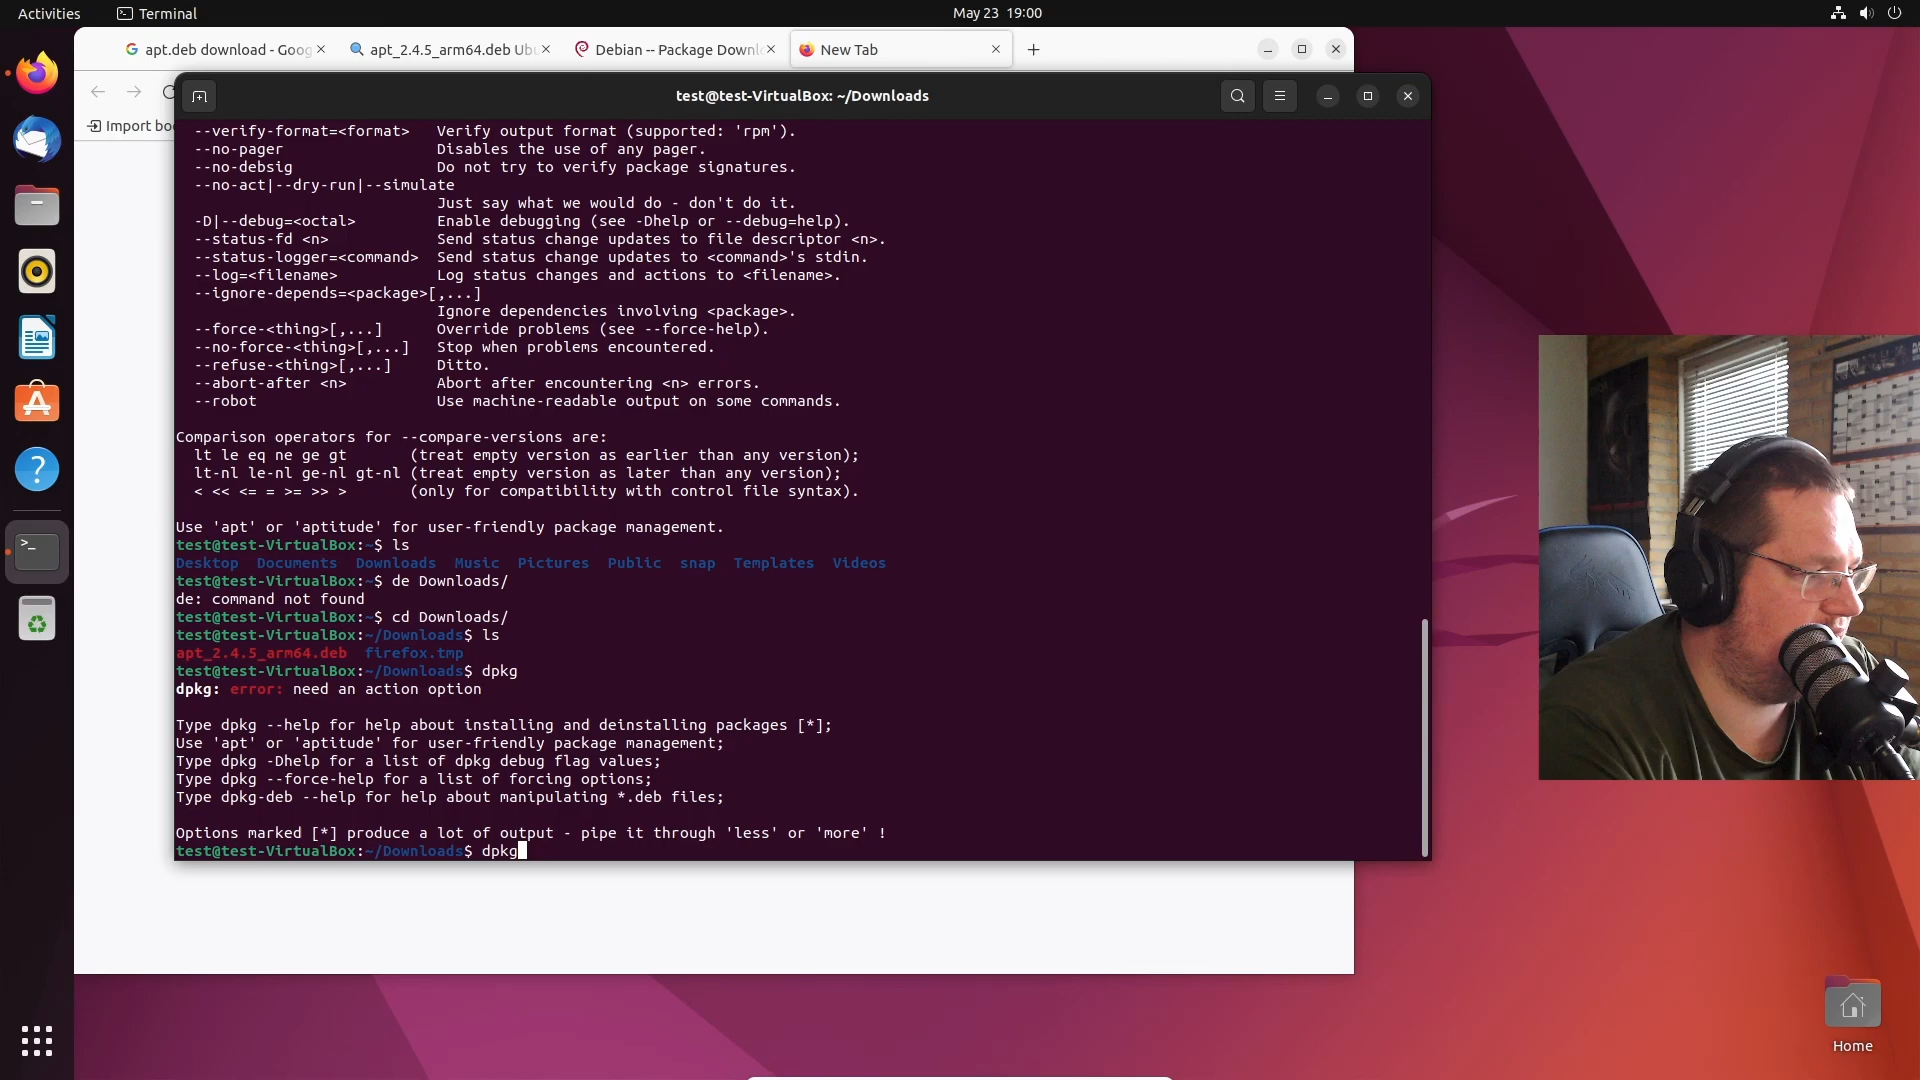 Activities
Terminal
May 23 19:00
apt.deb download - Goog
apt_2.4.5_arm64.deb Ubu
Debian -- Package Downl
New Tab
Import boo
test@test-VirtualBox: ~/Downloads
--verify-format=<format> Verify output format (supported: 'rpm').
--no-pager Disables the use of any pager.
--no-debsig Do not try to verify package signatures.
--no-act|--dry-run|--simulate
Just say what we would do - don't do it.
-D|--debug=<octal> Enable debugging (see -Dhelp or --debug=help).
--status-fd <n> Send status change updates to file descriptor <n>.
--status-logger=<command> Send status change updates to <command>'s stdin.
--log=<filename> Log status changes and actions to <filename>.
--ignore-depends=<package>[,...]
Ignore dependencies involving <package>.
--force-<thing>[,...] Override problems (see --force-help).
--no-force-<thing>[,...] Stop when problems encountered.
--refuse-<thing>[,...] Ditto.
--abort-after <n> Abort after encountering <n> errors.
--robot Use machine-readable output on some commands.
Comparison operators for --compare-versions are:
lt le eq ne ge gt (treat empty version as earlier than any version);
lt-nl le-nl ge-nl gt-nl (treat empty version as later than any version);
< << <= = >= >> > (only for compatibility with control file syntax).
Use 'apt' or 'aptitude' for user-friendly package management.
test@test-VirtualBox:~$ ls
Desktop Documents Downloads Music Pictures Public snap Templates Videos
test@test-VirtualBox:~$ de Downloads/
de: command not found
test@test-VirtualBox:~$ cd Downloads/
test@test-VirtualBox:~/Downloads$ ls
apt_2.4.5_arm64.deb firefox.tmp
test@test-VirtualBox:~/Downloads$ dpkg
dpkg: error: need an action option
Type dpkg --help for help about installing and deinstalling packages [*];
Use 'apt' or 'aptitude' for user-friendly package management;
Type dpkg -Dhelp for a list of dpkg debug flag values;
Type dpkg --force-help for a list of forcing options;
Type dpkg-deb --help for help about manipulating *.deb files;
Options marked [*] produce a lot of output - pipe it through 'less' or 'more' !
test@test-VirtualBox:~/Downloads$ dpkg
Home